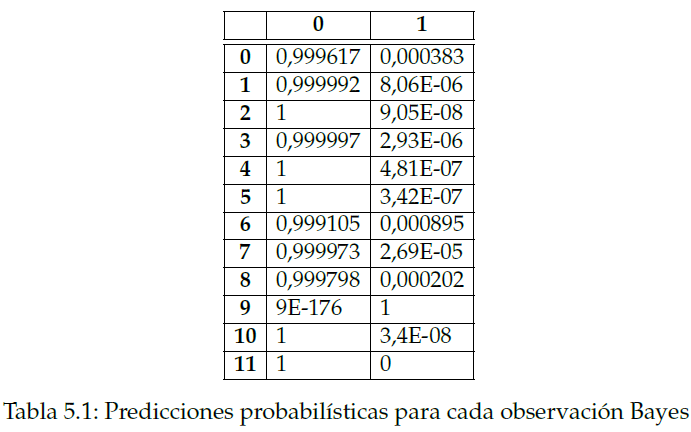 0 1
0 0,999617 0,000383
1 0,999992 8,06E-06
2 1 9,05E-08
3 0,999997 2,93E-06
4 1 4,81E-07
5 1 3,42E-07
6 0,999105 0,000895
7 0,999973 2,69E-05
8 0,999798 0,000202
9 9E-176 1
10 1 3,4E-08
11 1 0
Tabla 5.1: Predicciones probabilísticas para cada observación Bayes